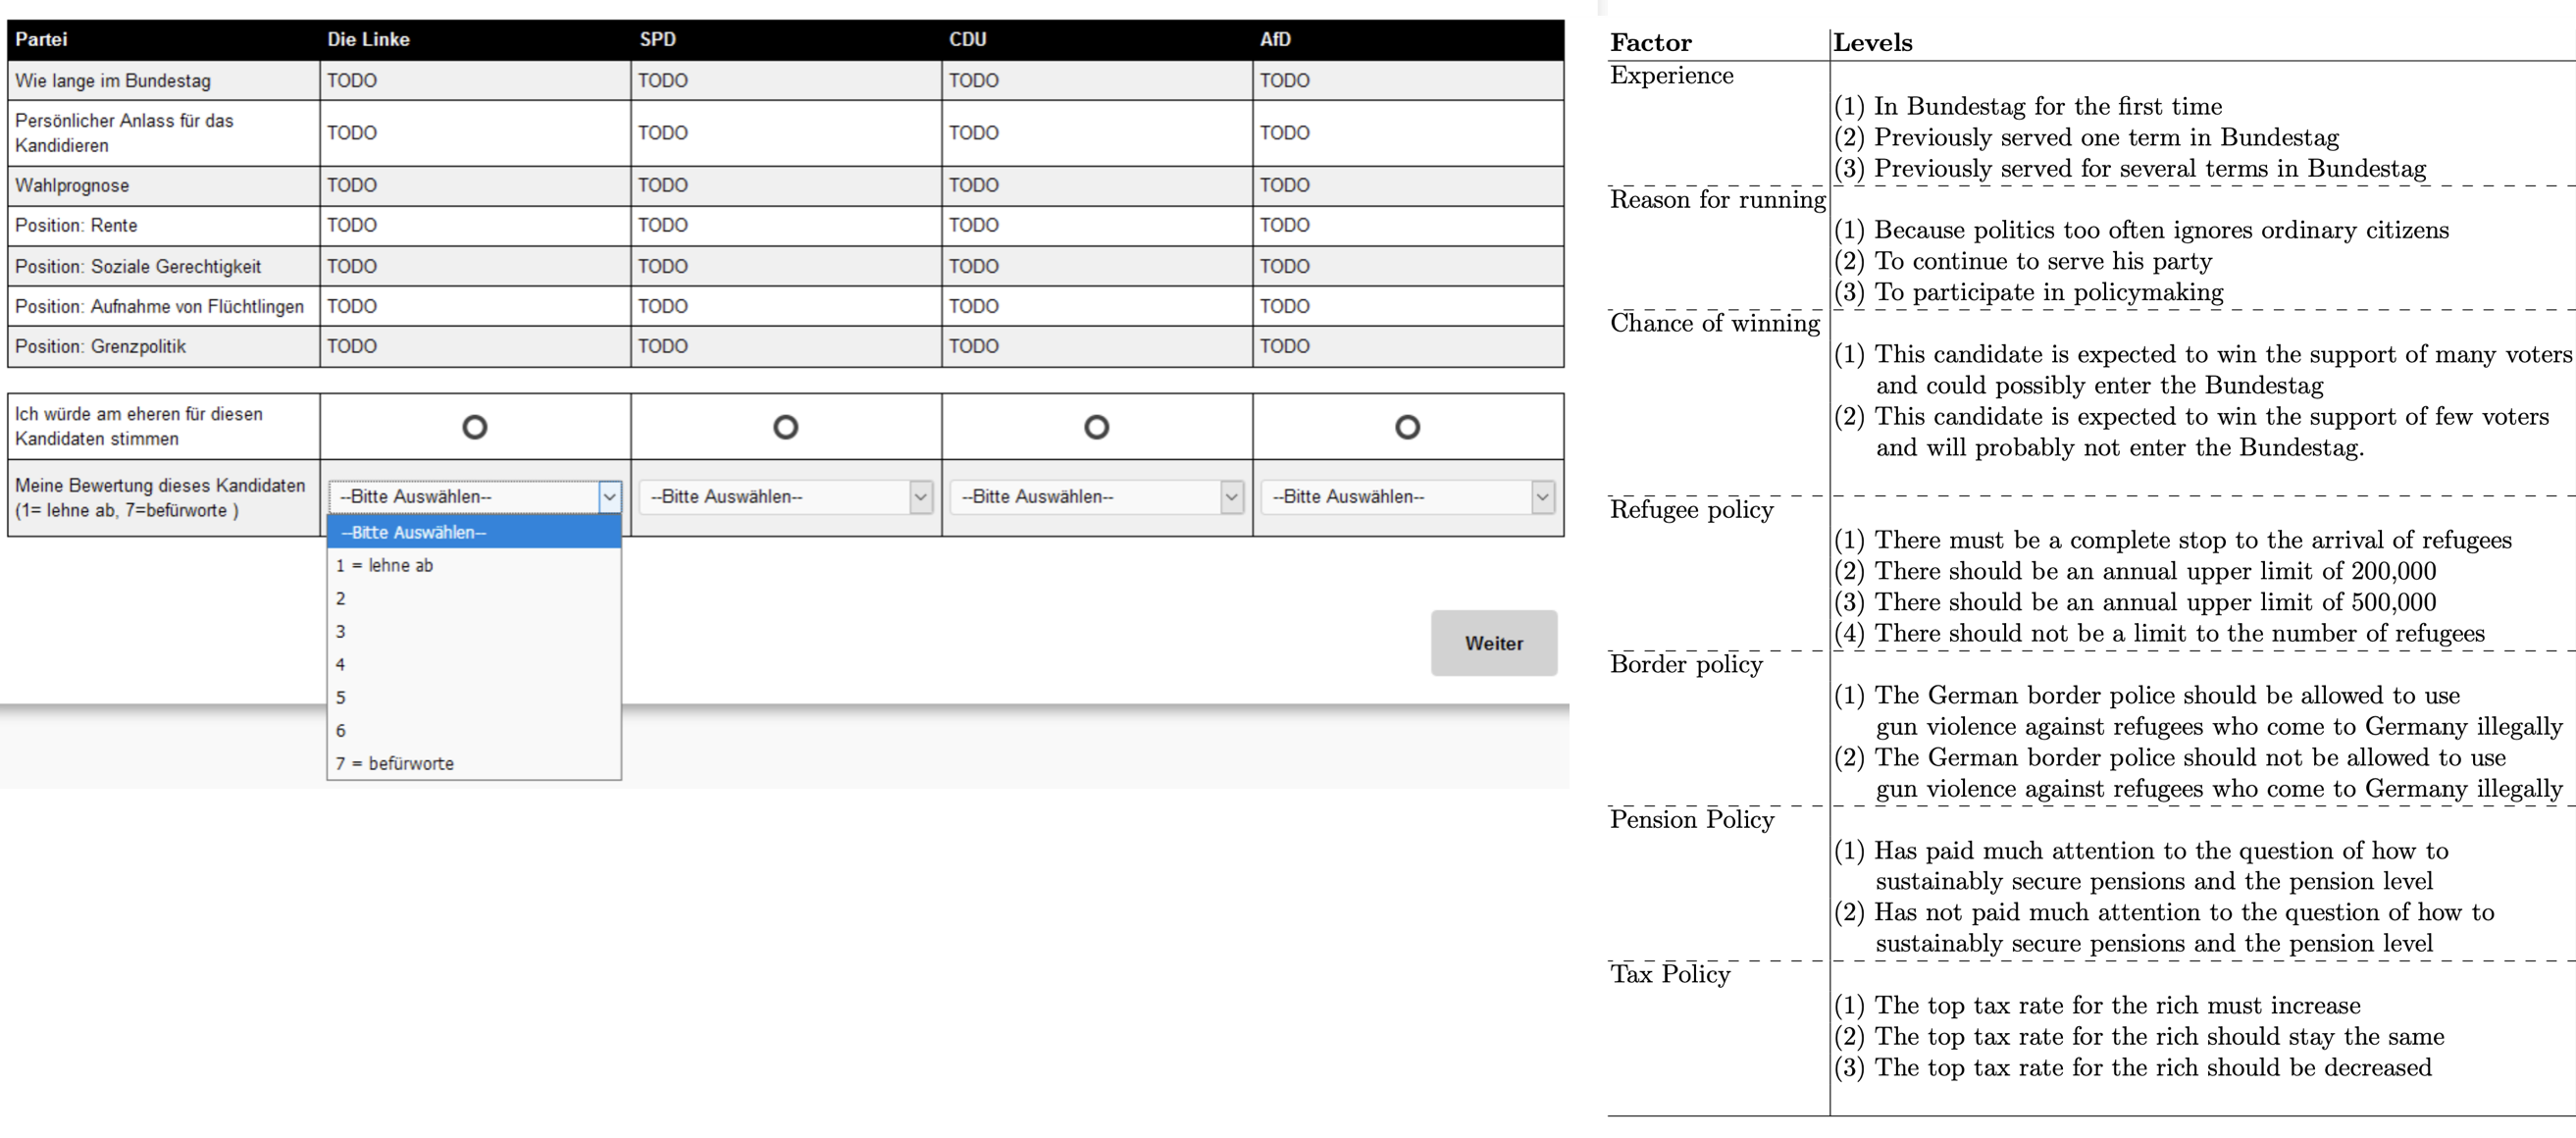 Partei Die Linke SPD CDU AfD
Wie lange im Bundestag TODO TODO TODO TODO
Persönlicher Anlass für das
Kandidieren TODO TODO TODO TODO
Wahlprognose TODO TODO TODO TODO
Position: Rente TODO TODO TODO TODO
Position: Soziale Gerechtigkeit TODO TODO TODO TODO
Position: Aufnahme von Flüchtlingen TODO TODO TODO TODO
Position: Grenzpolitik TODO TODO TODO TODO
Ich würde am eheren für diesen
Kandidaten stimmen
Meine Bewertung dieses Kandidaten
(1= lehne ab, 7=befürworte )
--Bitte Auswählen-- --Bitte Auswählen-- --Bitte Auswählen-- --Bitte Auswählen--
--Bitte Auswählen--
1 = lehne ab
2
3
4
5
6
7 = befürworte
Weiter
Factor Levels
Experience
(1) In Bundestag for the first time
(2) Previously served one term in Bundestag
(3) Previously served for several terms in Bundestag
Reason for running
(1) Because politics too often ignores ordinary citizens
(2) To continue to serve his party
(3) To participate in policymaking
Chance of winning
(1) This candidate is expected to win the support of many voters
and could possibly enter the Bundestag
(2) This candidate is expected to win the support of few voters
and will probably not enter the Bundestag.
Refugee policy
(1) There must be a complete stop to the arrival of refugees
(2) There should be an annual upper limit of 200,000
(3) There should be an annual upper limit of 500,000
(4) There should not be a limit to the number of refugees
Border policy
(1) The German border police should be allowed to use
gun violence against refugees who come to Germany illegally
(2) The German border police should not be allowed to use
gun violence against refugees who come to Germany illegally
Pension Policy
(1) Has paid much attention to the question of how to
sustainably secure pensions and the pension level
(2) Has not paid much attention to the question of how to
sustainably secure pensions and the pension level
Tax Policy
(1) The top tax rate for the rich must increase
(2) The top tax rate for the rich should stay the same
(3) The top tax rate for the rich should be decreased